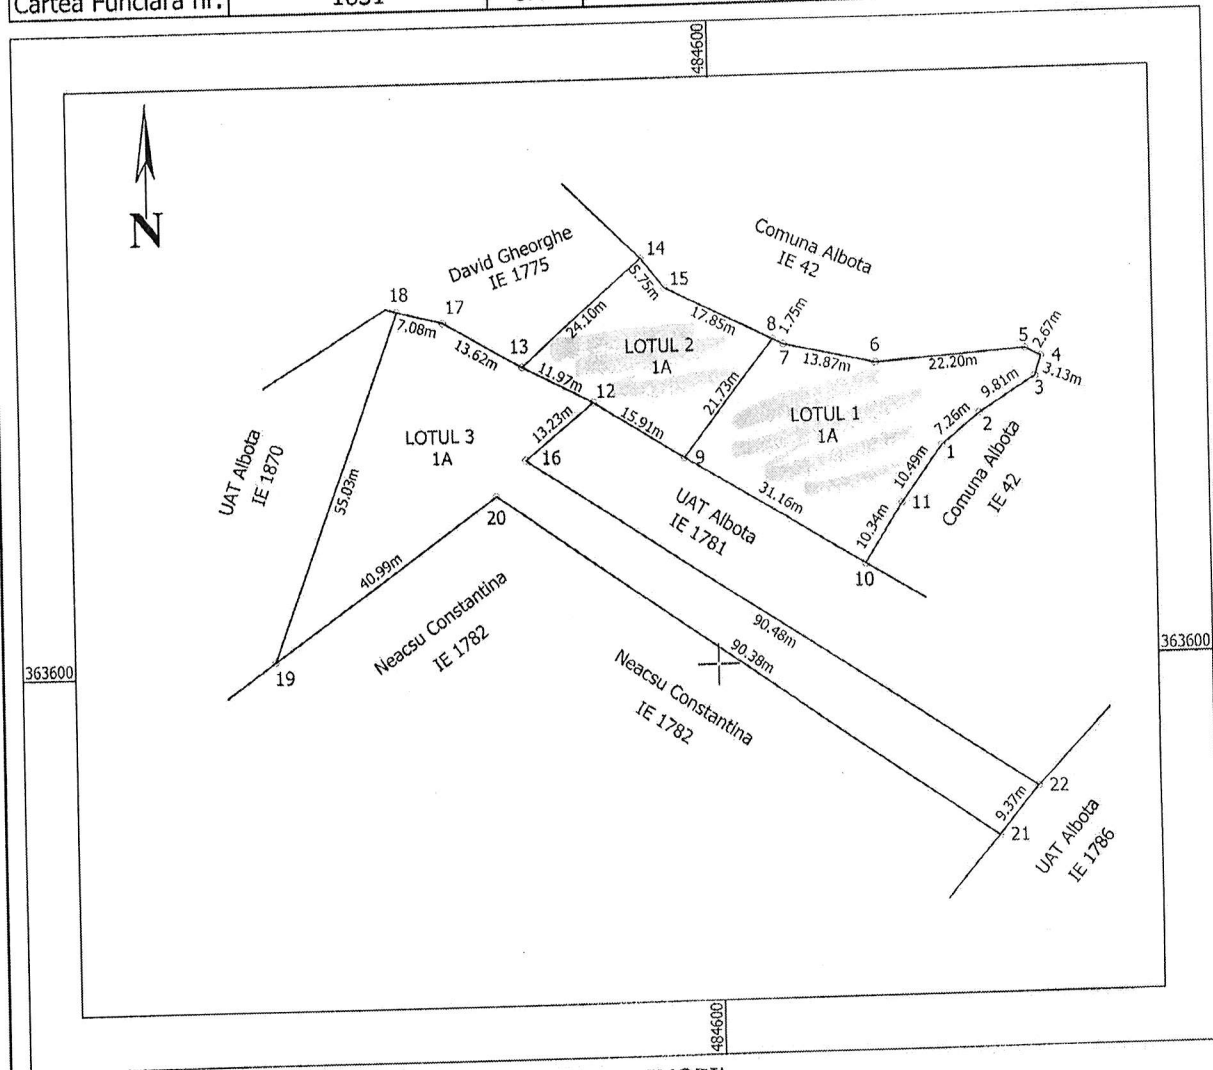 Cartea Funciara nr.
484600
N
Comuna Albota
IE 42
David Gheorghe
IE 1775
14
5.75m
15
18
17
7.08m
24.10m
17.85m
8
1.75m
7
13.87m
6
22.20m
5
2.67m
4
3.13m
3
13.62m
13
11.97m
12
LOTUL 2
1A
21.73m
LOTUL 1
1A
9.81m
2
7.26m
1
UAT Albota
IE 1870
LOTUL 3
1A
13.23m
16
15.91m
9
10.49m
11
Comuna Albota
IE 42
55.03m
31.16m
10.34m
10
UAT Albota
IE 1781
20
40.99m
Neacsu Constantina
IE 1782
90.48m
90.38m
Neacsu Constantina
IE 1782
363600
363600
19
22
9.37m
21
UAT Albota
IE 1786
484600